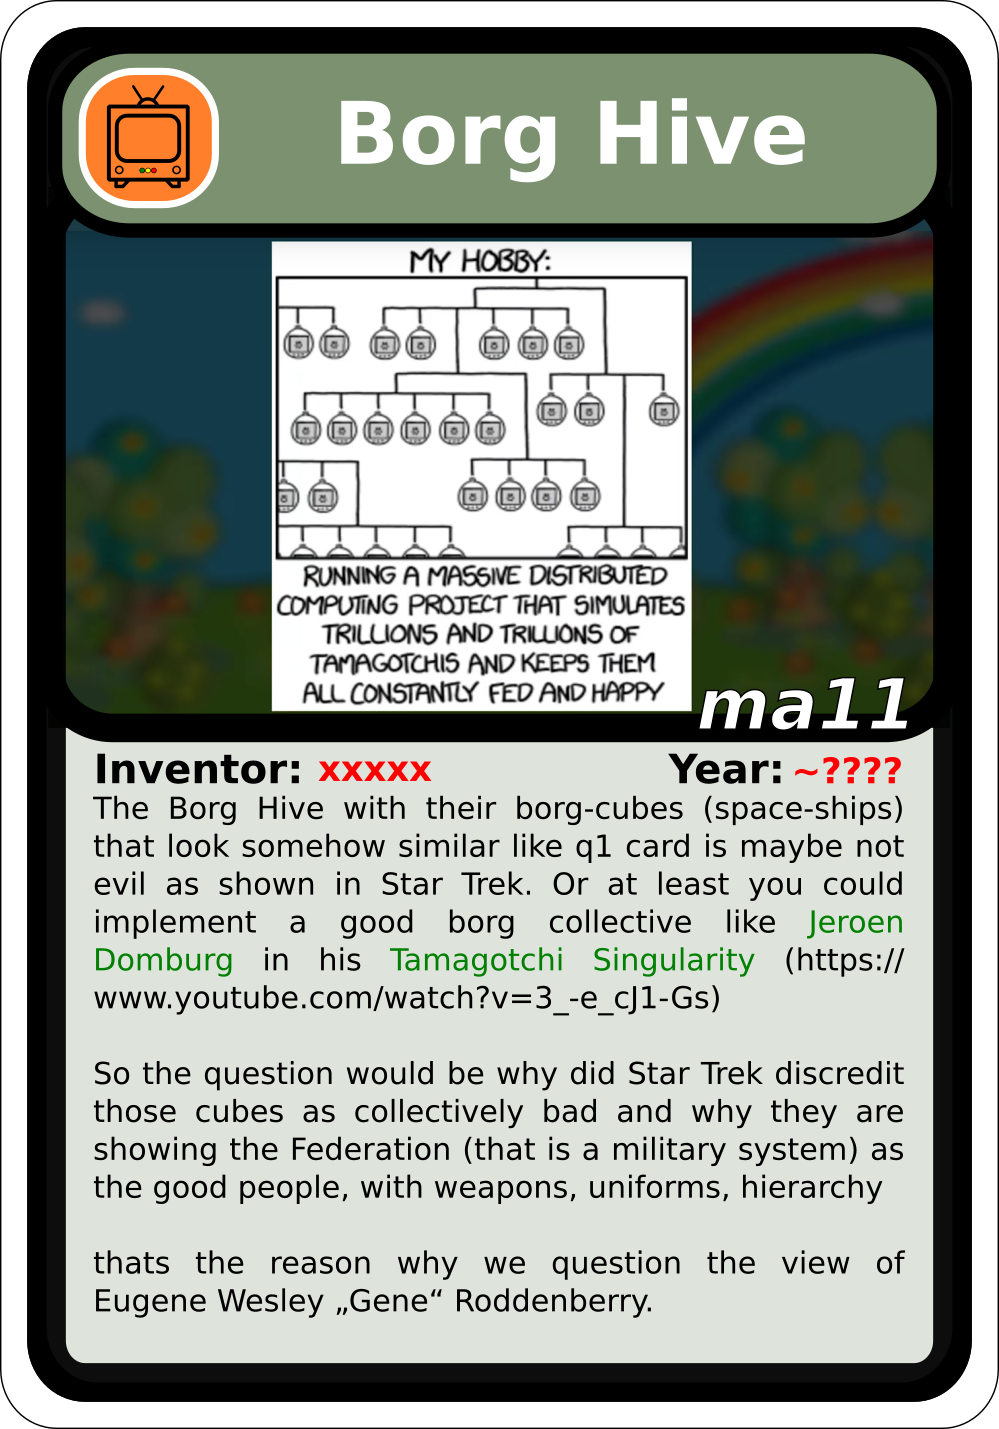 Borg Hive
MY HOBBY:
RUNNING A MASSIVE DISTRIBUTED
COMPUTING PROJECT THAT SIMULATES
TRILLIONS AND TRILLIONS OF
TAMAGOTCHIS AND KEEPS THEM
ALL CONSTANTLY FED AND HAPPY
ma11
Inventor: xxxxx Year: ~????
The Borg Hive with their borg-cubes (space-ships)
that look somehow similar like q1 card is maybe not
evil as shown in Star Trek. Or at least you could
implement a good borg collective like Jeroen
Domburg in his Tamagotchi Singularity (https://
www.youtube.com/watch?v=3_-e_cJ1-Gs)
So the question would be why did Star Trek discredit
those cubes as collectively bad and why they are
showing the Federation (that is a military system) as
the good people, with weapons, uniforms, hierarchy
thats the reason why we question the view of
Eugene Wesley „Gene“ Roddenberry.